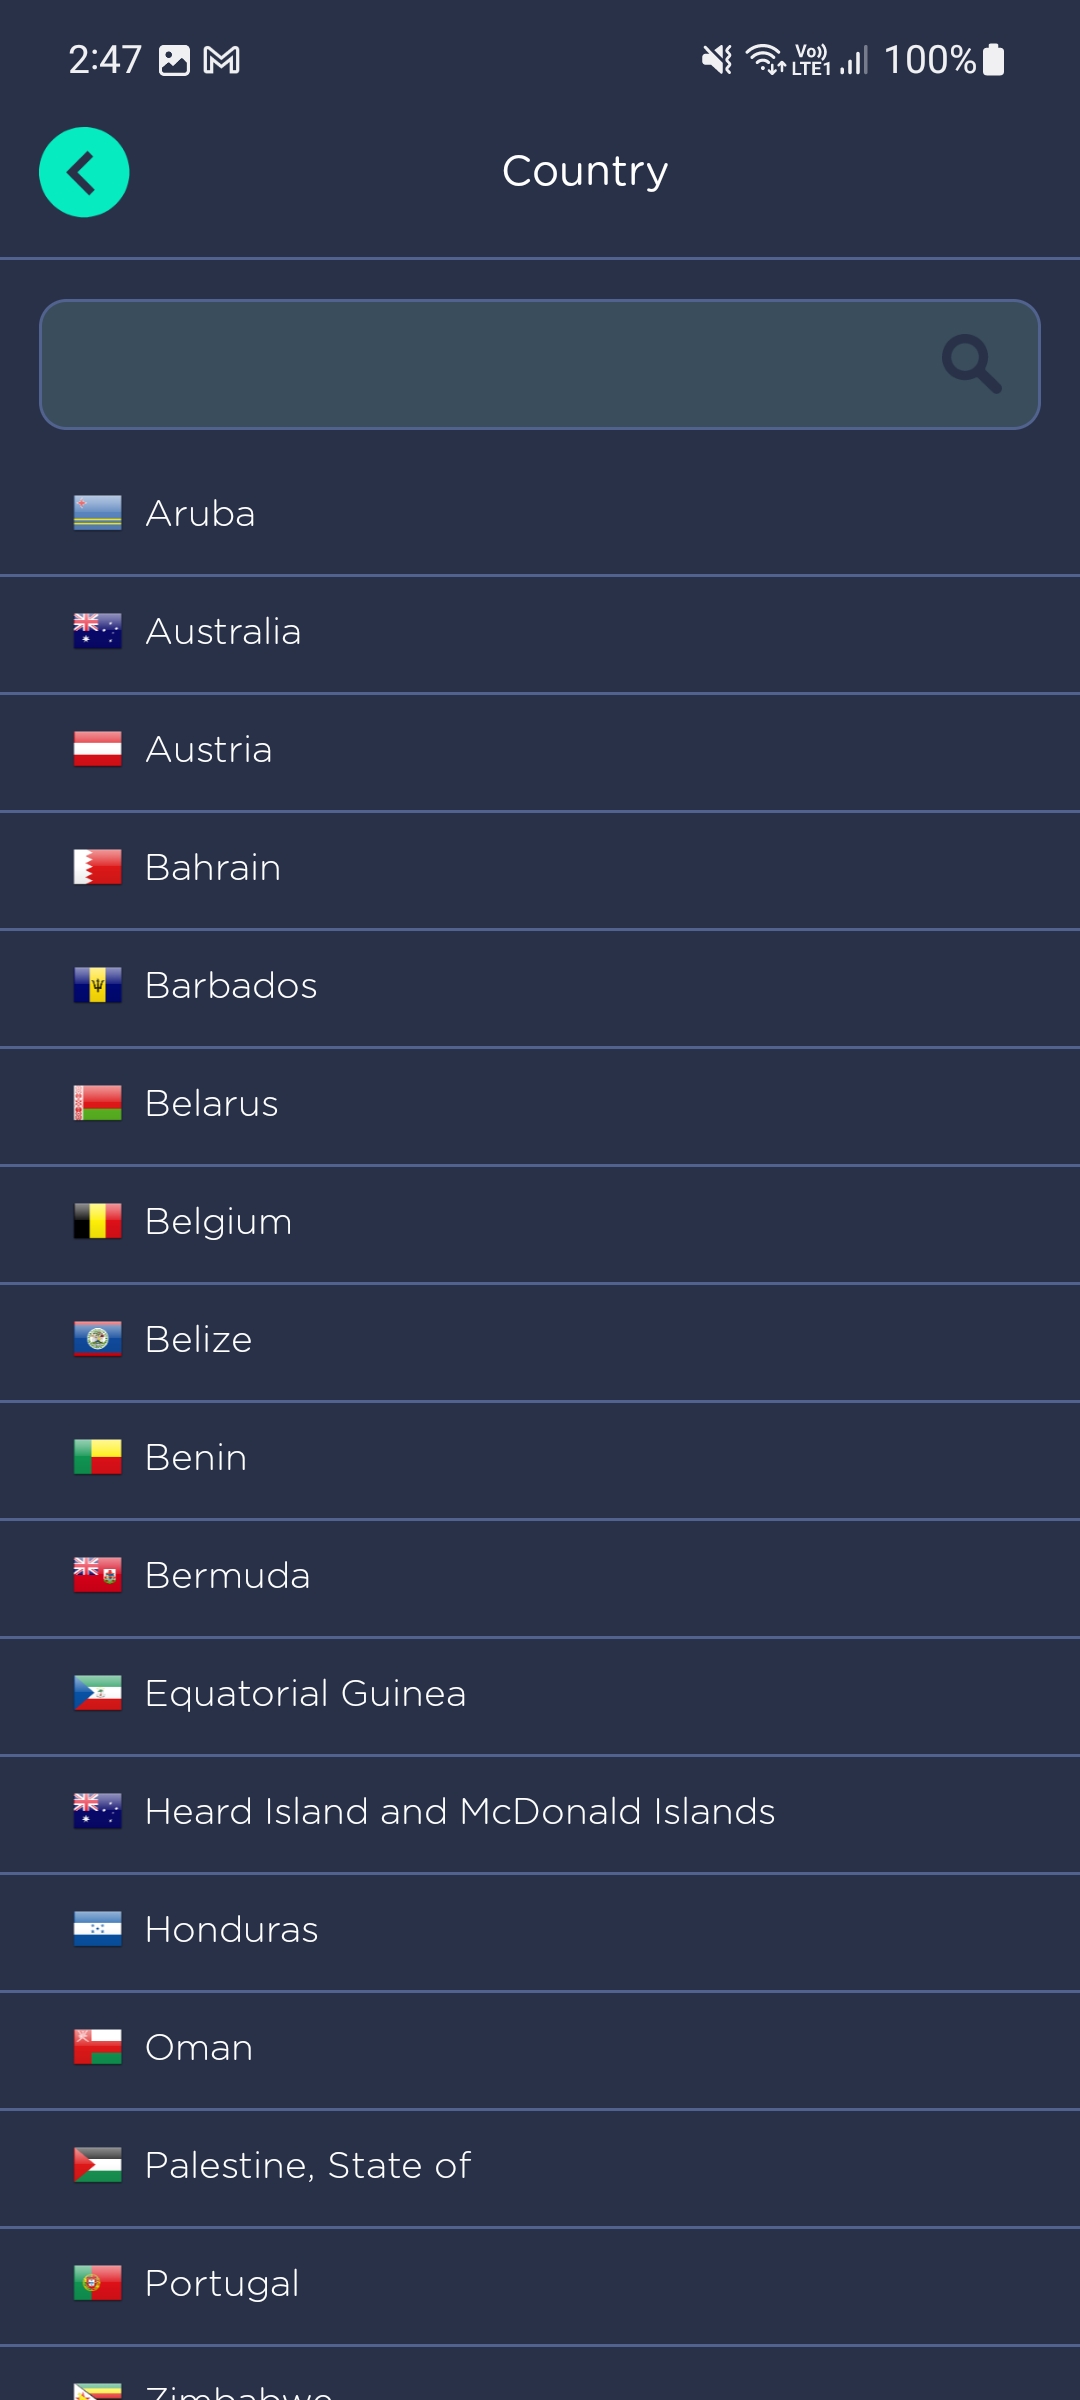 2:47 Vo)) LTE1 100%
Country
Aruba
Australia
Austria
Bahrain
Barbados
Belarus
Belgium
Belize
Benin
Bermuda
Equatorial Guinea
Heard Island and McDonald Islands
Honduras
Oman
Palestine, State of
Portugal
Zimbabwe